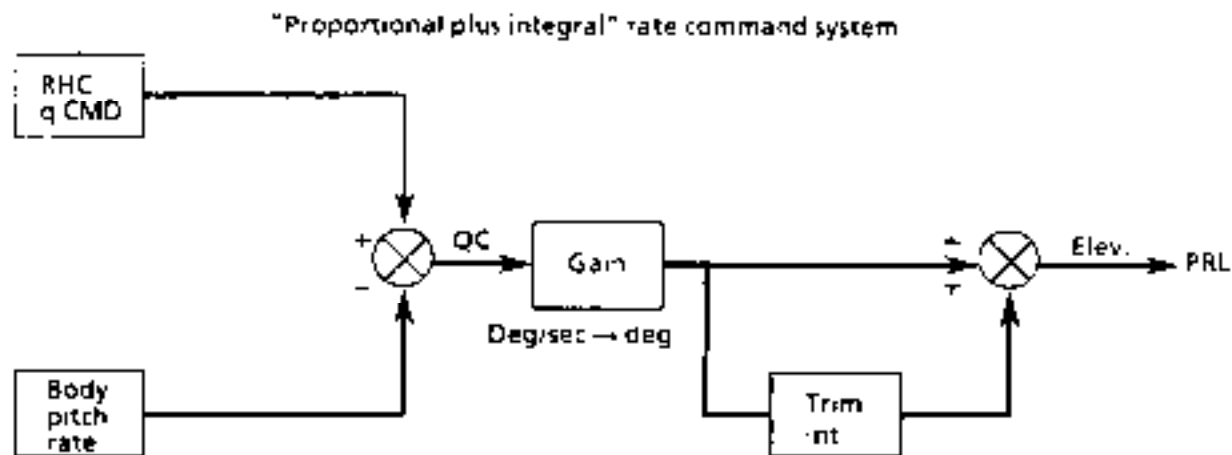 "Proportional plus integral" rate command system
RHC
q CMD
+
−
QC
Gain
Deg/sec → deg
+
+
Elev.
PRL
Body
pitch
rate
Trim
int